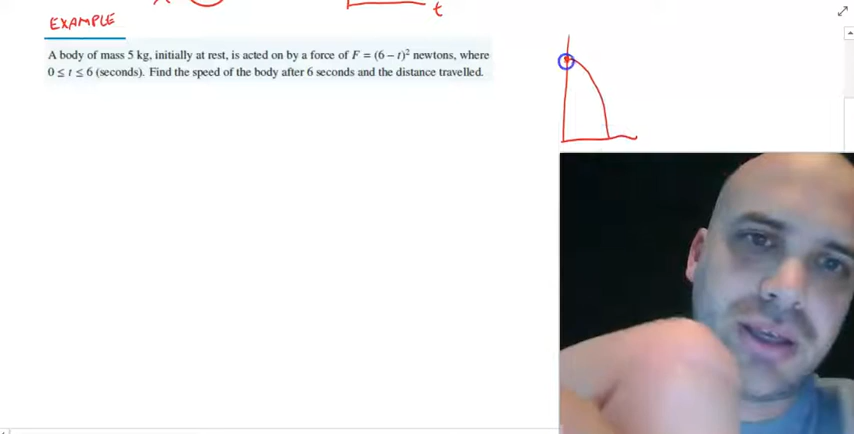 t
EXAMPLE
A body of mass 5 kg, initially at rest, is acted on by a force of F = (6 − t)² newtons, where
0 ≤ t ≤ 6 (seconds). Find the speed of the body after 6 seconds and the distance travelled.